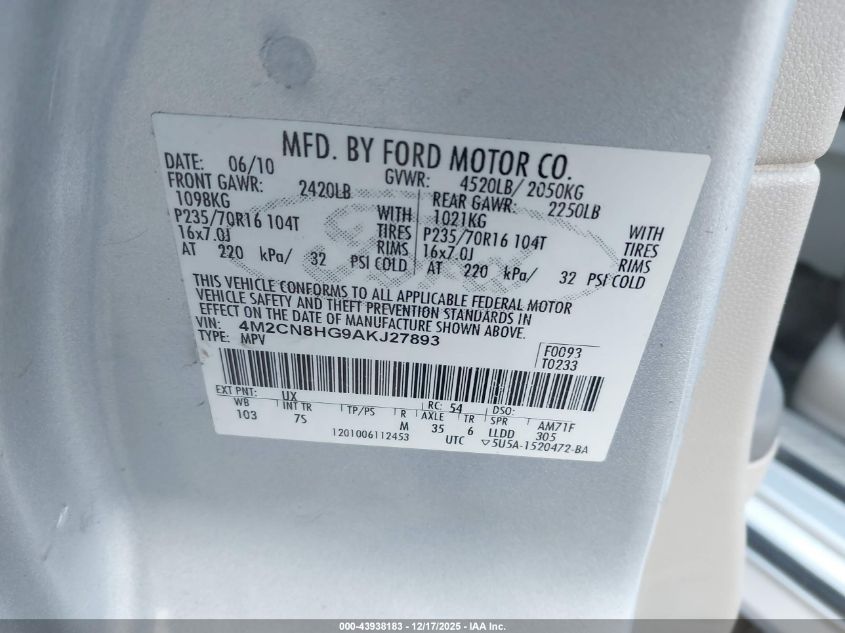 MFD. BY FORD MOTOR CO.
DATE: 06/10 GVWR: 4520LB/ 2050KG
FRONT GAWR: 2420LB REAR GAWR: 2250LB
1098KG WITH 1021KG WITH
P235/70R16 104T TIRES P235/70R16 104T TIRES
16x7.0J RIMS 16x7.0J RIMS
AT 220 kPa/ 32 PSI COLD AT 220 kPa/ 32 PSI COLD
THIS VEHICLE CONFORMS TO ALL APPLICABLE FEDERAL MOTOR
VEHICLE SAFETY AND THEFT PREVENTION STANDARDS IN
EFFECT ON THE DATE OF MANUFACTURE SHOWN ABOVE.
VIN: 4M2CN8HG9AKJ27893
TYPE: MPV
F0093
T0233
EXT PNT: UX RC: 54 DSO:
WB INT TR TP/PS R AXLE TR SPR AM71F
103 7S M 35 6 LLDD 305
1201006112453 UTC ▽5U5A-1520472-BA
000-43938183 - 12/17/2025 - IAA Inc.